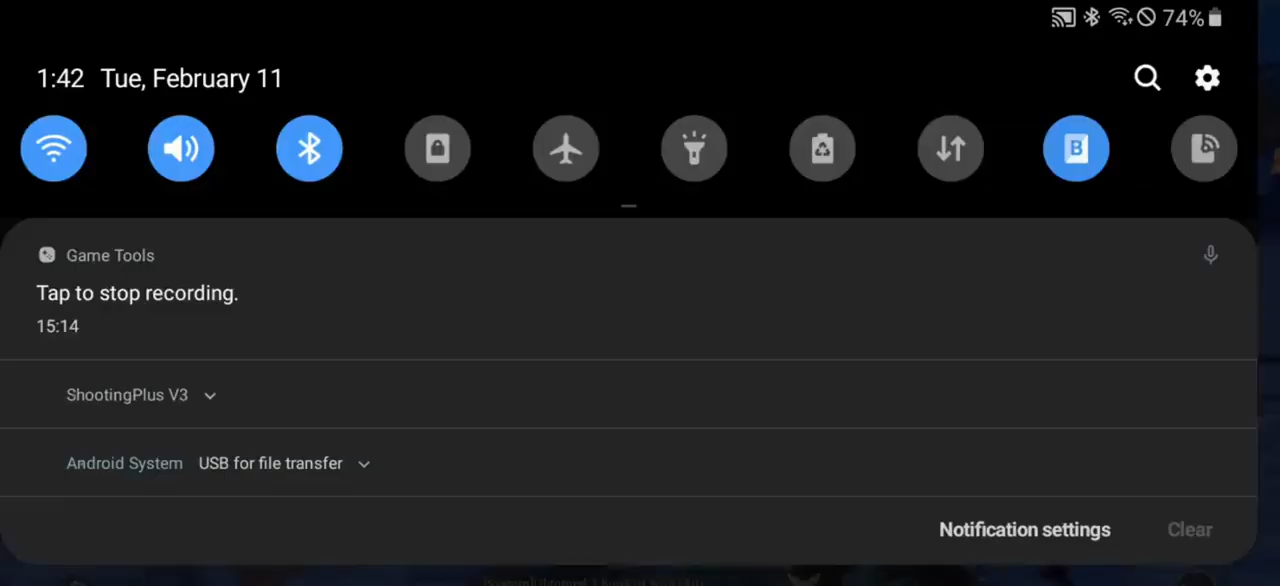 74%
1:42 Tue, February 11
B
Game Tools
Tap to stop recording.
15:14
ShootingPlus V3
Android System USB for file transfer
Notification settings Clear